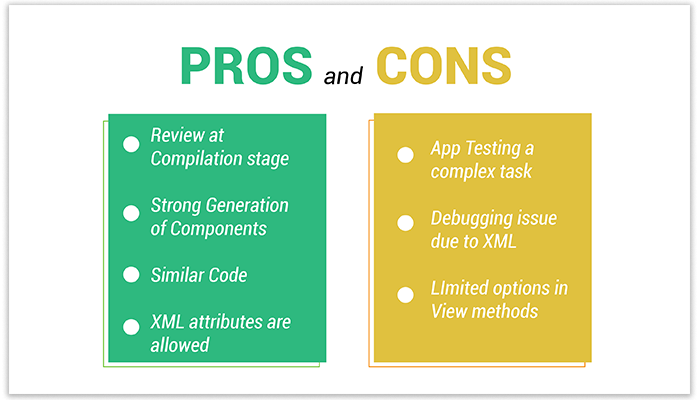 PROS and CONS
Review at
Compilation stage
Strong Generation
of Components
Similar Code
XML attributes are
allowed
App Testing a
complex task
Debugging issue
due to XML
LImited options in
View methods